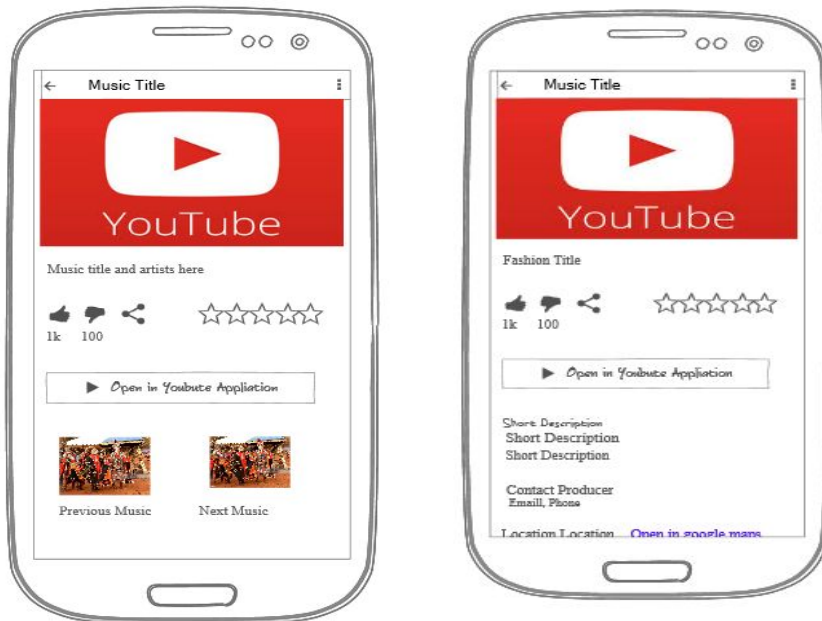 Music Title
YouTube
Music title and artists here
1k 100
Open in Youbute Appliation
Previous Music Next Music
Music Title
YouTube
Fashion Title
1k 100
Open in Youbute Appliation
Short Description
Short Description
Short Description
Contact Producer
Emaill, Phone
Location Location Open in google maps